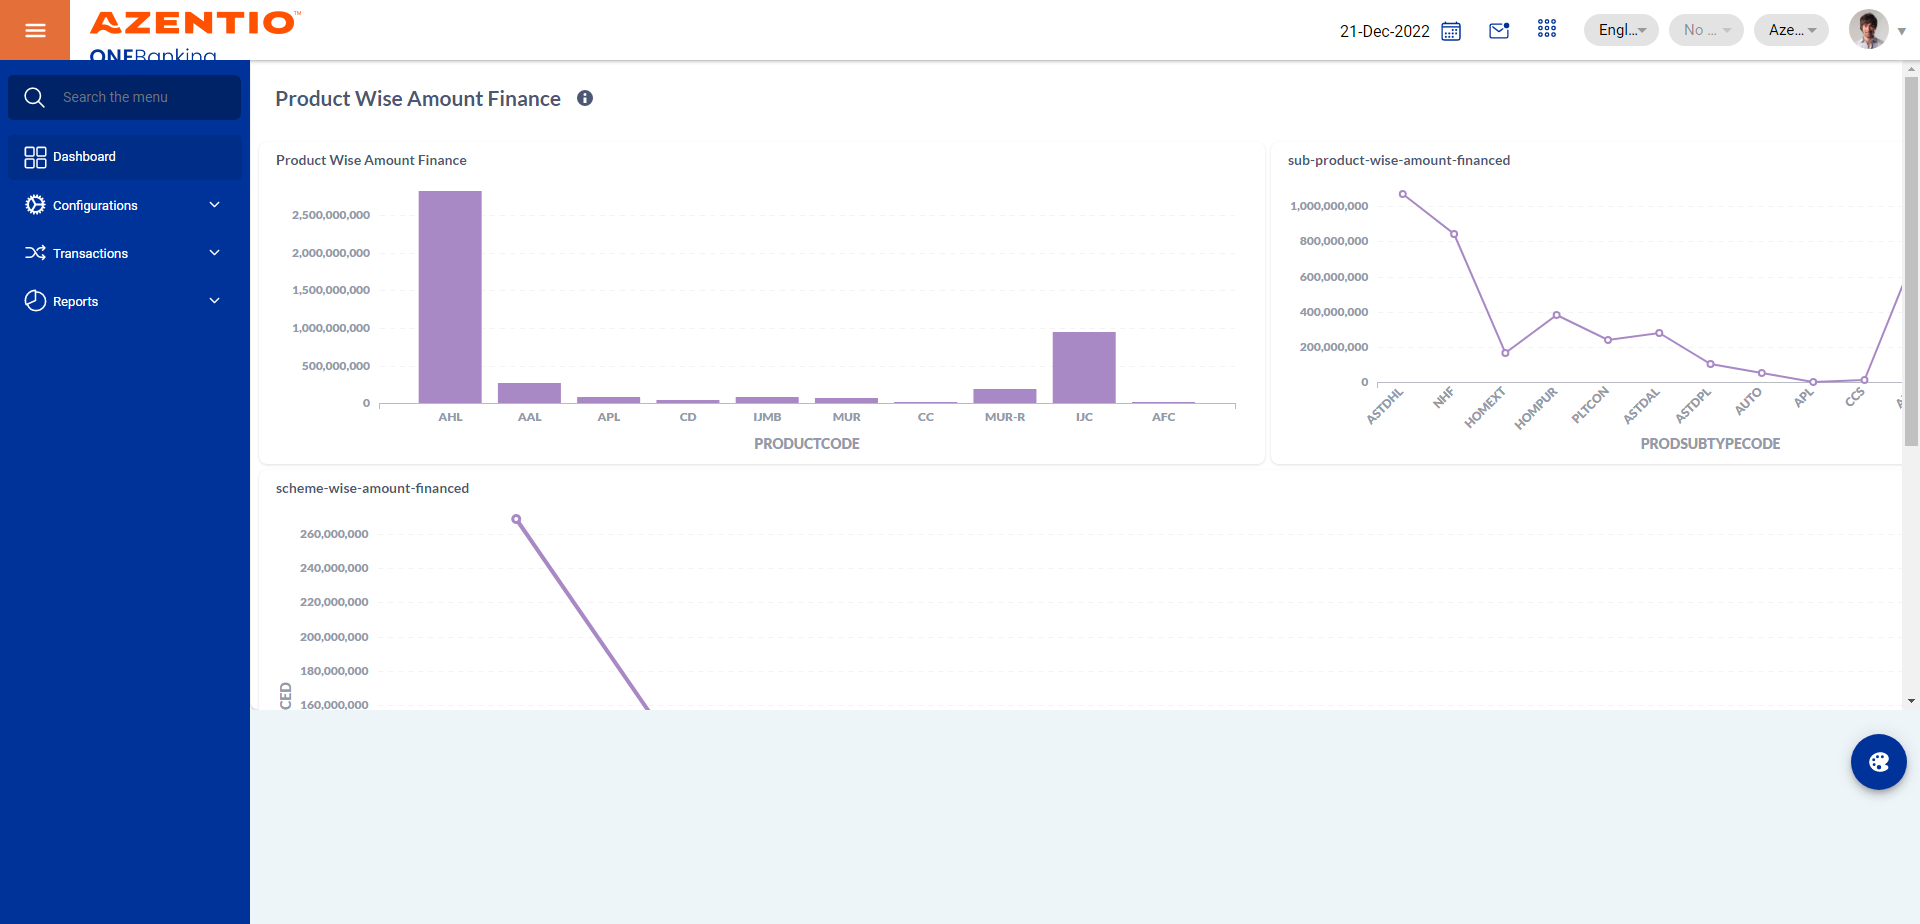 AZENTIO™
ONEBanking
21-Dec-2022
Engl...
No ...
Aze...
Search the menu
Dashboard
Configurations
Transactions
Reports
Product Wise Amount Finance
Product Wise Amount Finance
2,500,000,000
2,000,000,000
1,500,000,000
1,000,000,000
500,000,000
0
AHL AAL APL CD IJMB MUR CC MUR-R IJC AFC
PRODUCTCODE
sub-product-wise-amount-financed
1,000,000,000
800,000,000
600,000,000
400,000,000
200,000,000
0
ASTDHL NHF HOMEXT HOMPUR PLTCON ASTDAL ASTDPL AUTO APL CCS
PRODSUBTYPECODE
scheme-wise-amount-financed
260,000,000
240,000,000
220,000,000
200,000,000
180,000,000
160,000,000
CED